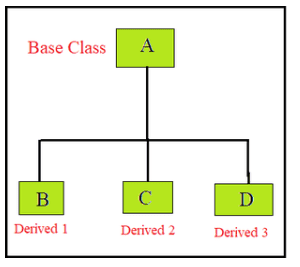 Base Class
A
B
C
D
Derived 1
Derived 2
Derived 3